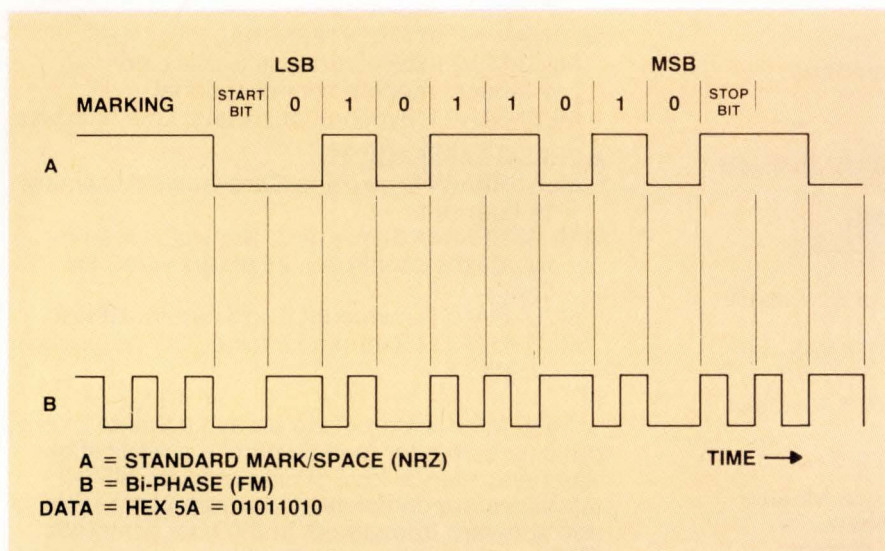 LSB MSB
MARKING START BIT 0 1 0 1 1 0 1 0 STOP BIT
A
B
A = STANDARD MARK/SPACE (NRZ) TIME
B = Bi-PHASE (FM)
DATA = HEX 5A = 01011010